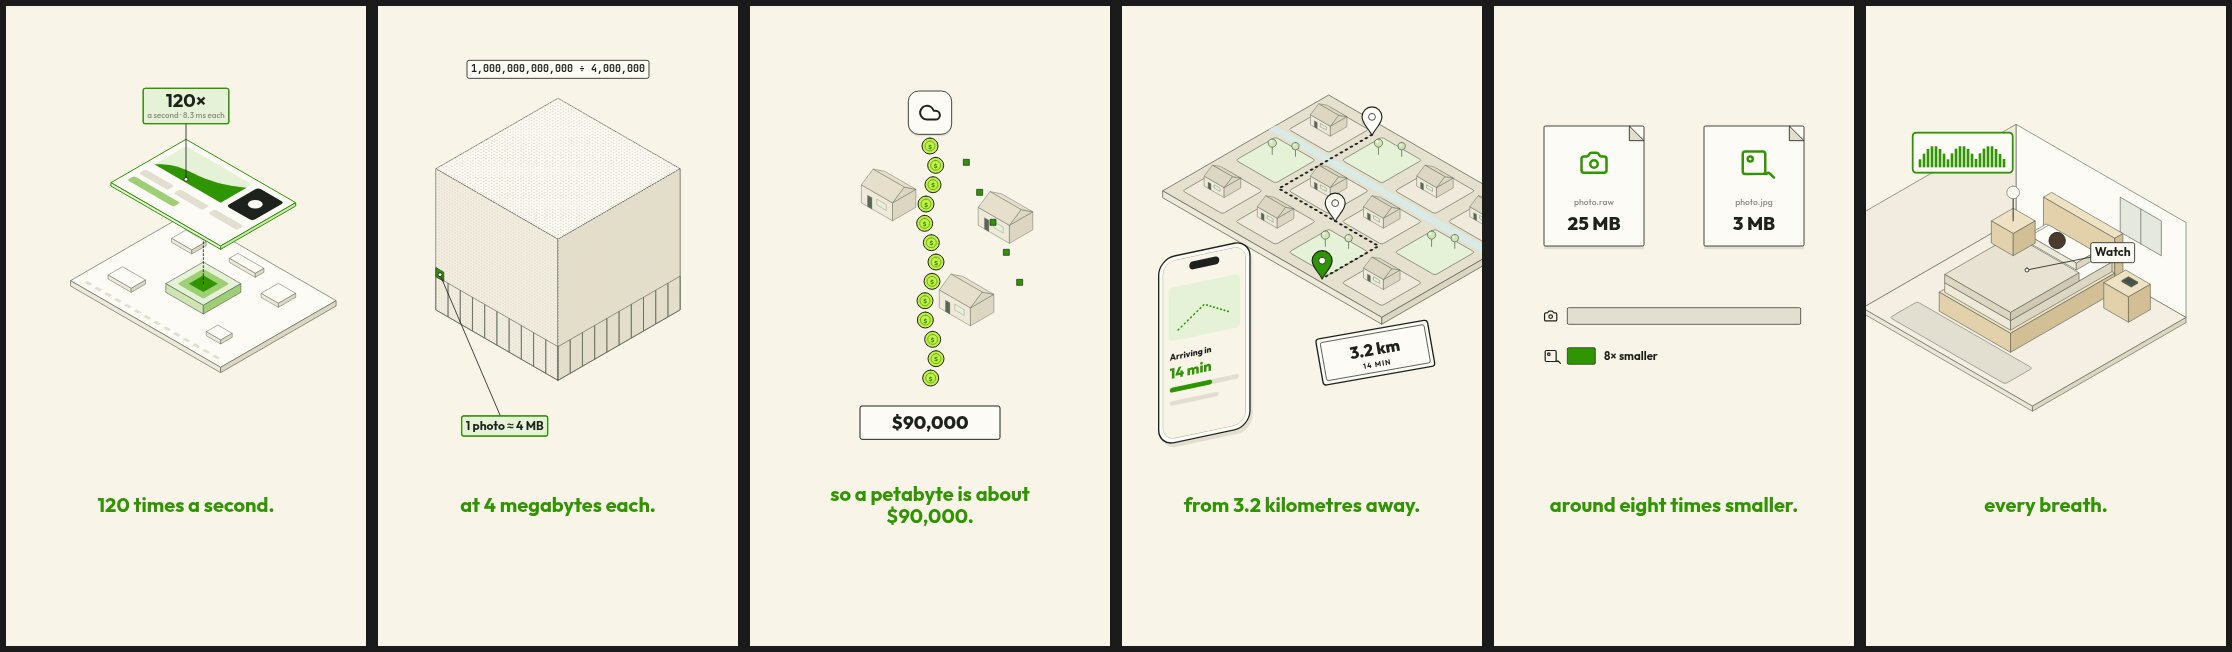 120×
a second · 8.3 ms each
120 times a second.
1,000,000,000,000 ÷ 4,000,000
1 photo ≈ 4 MB
at 4 megabytes each.
$90,000
so a petabyte is about
$90,000.
Arriving in
14 min
3.2 km
14 MIN
from 3.2 kilometres away.
photo.raw
25 MB
photo.jpg
3 MB
8× smaller
around eight times smaller.
Watch
every breath.